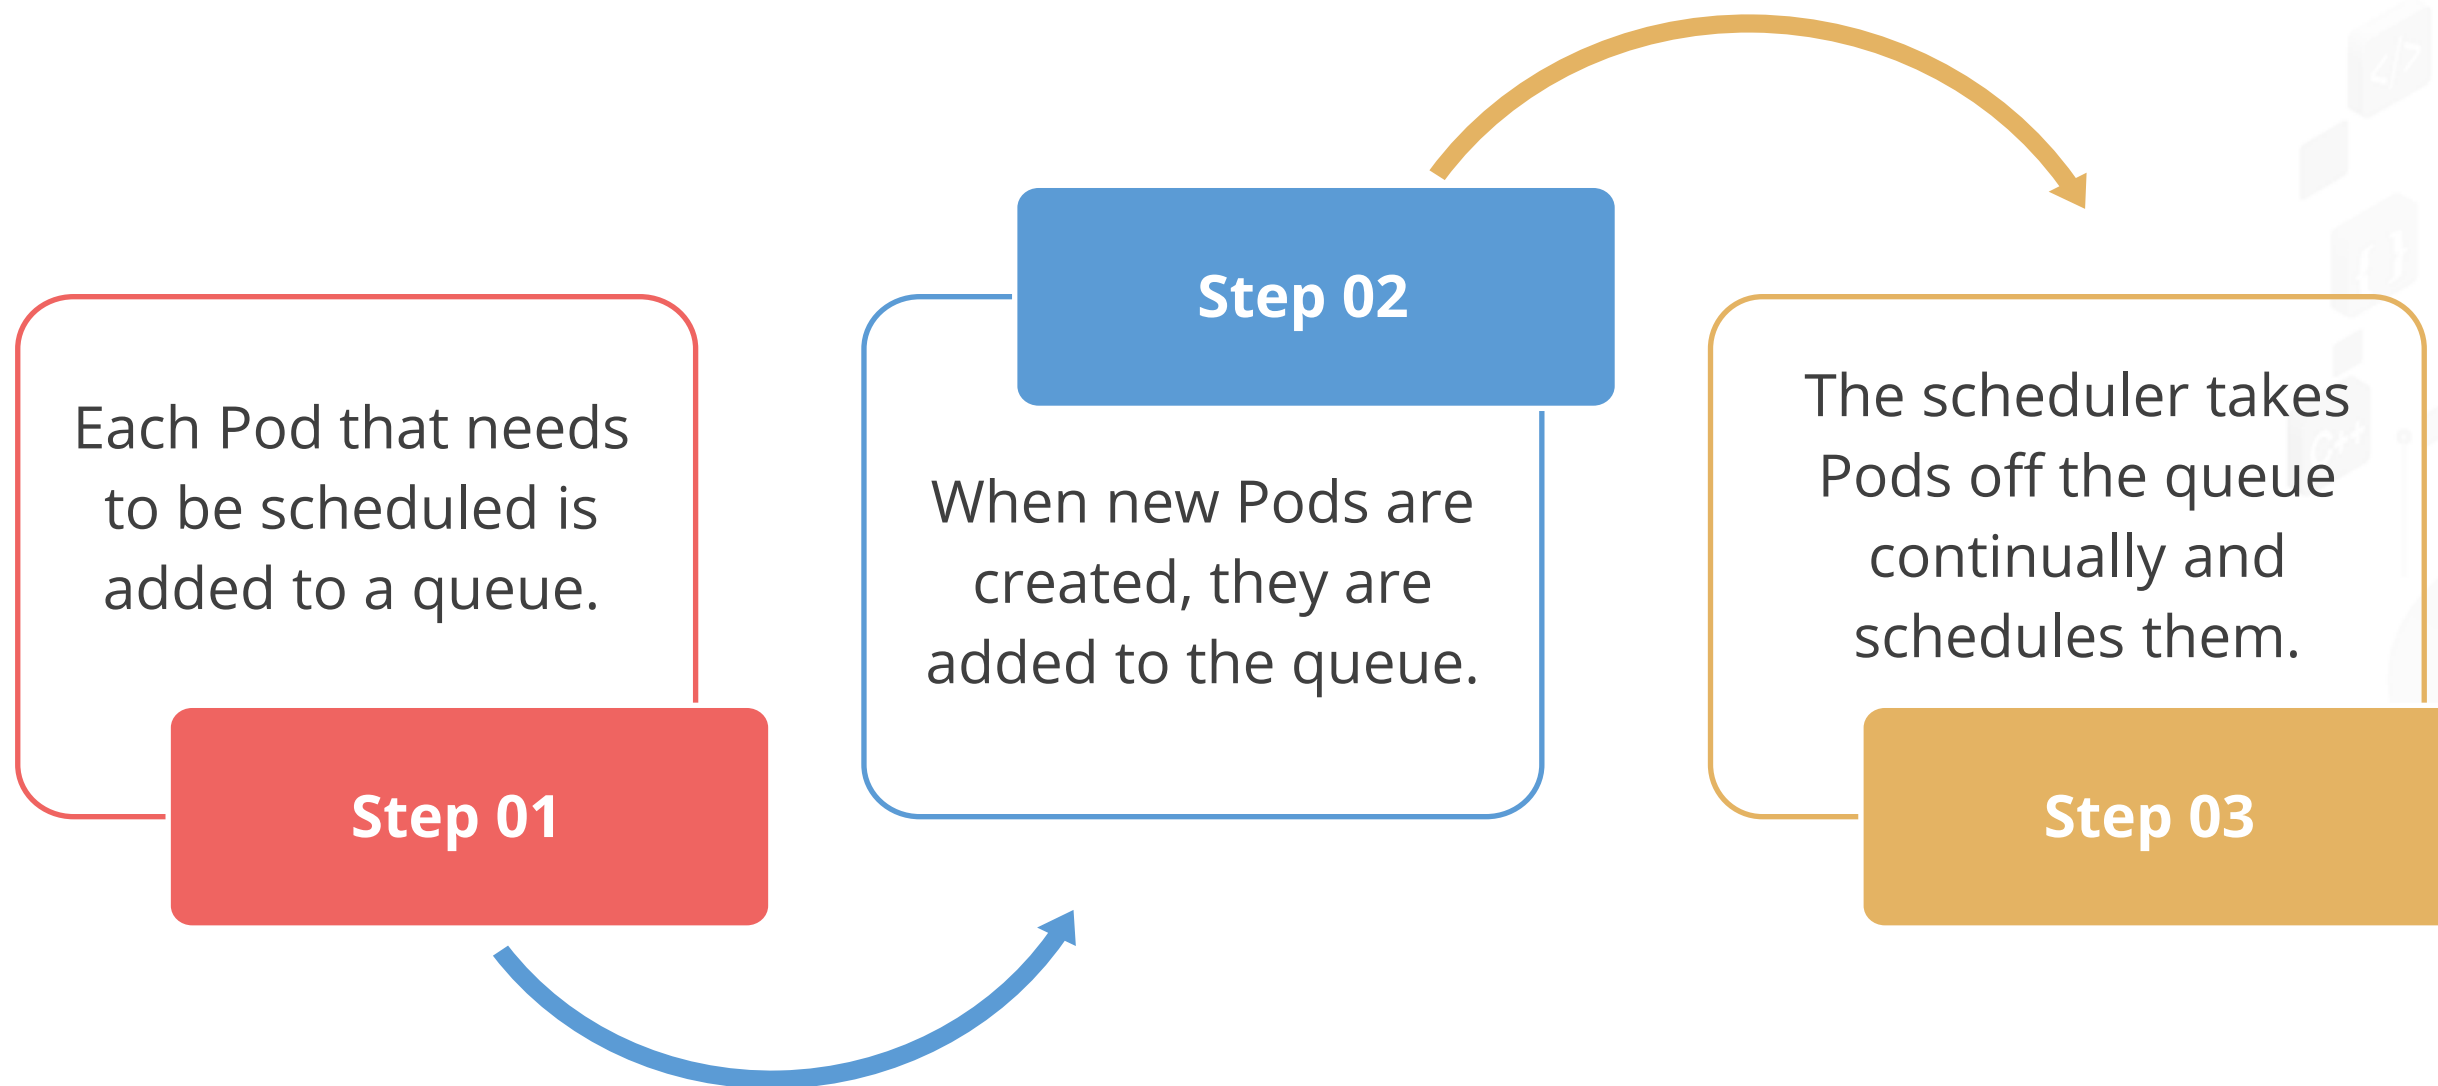 Each Pod that needs
to be scheduled is
added to a queue.
Step 01
Step 02
When new Pods are
created, they are
added to the queue.
The scheduler takes
Pods off the queue
continually and
schedules them.
Step 03